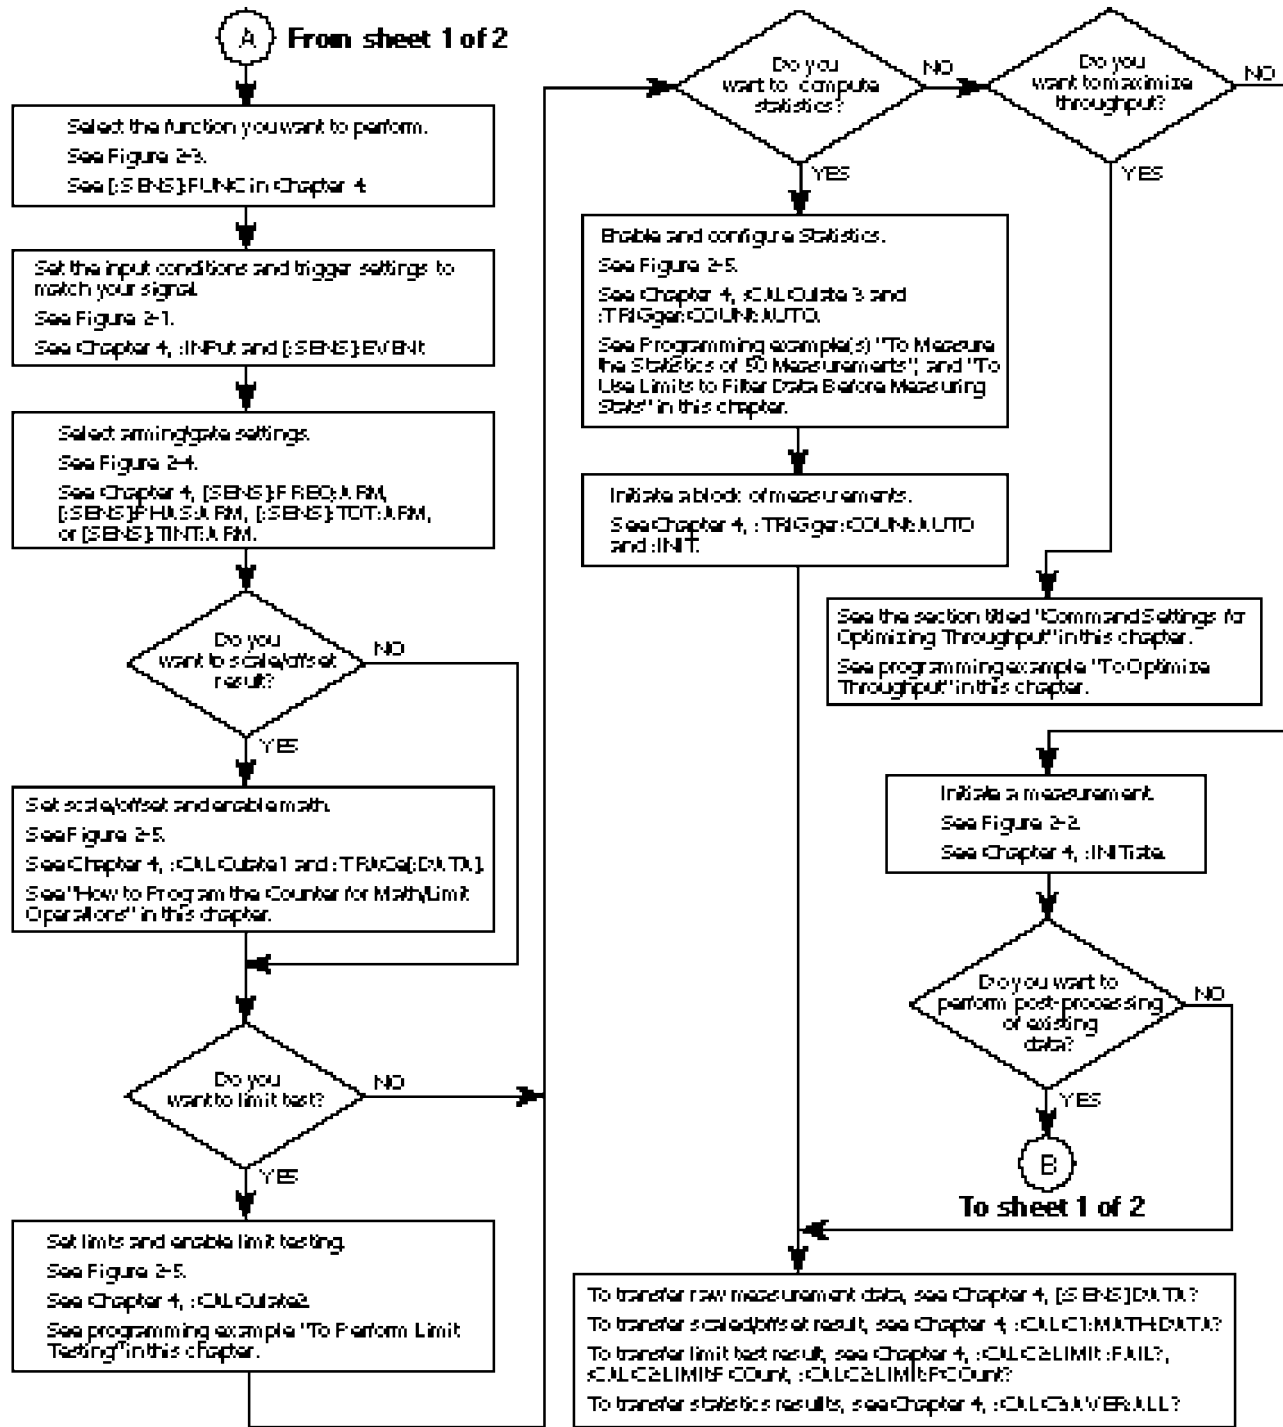 A From sheet 1 of 2
Select the function you want to perform.
See Figure 2-3.
See [:SENS]:FUNC in Chapter 4
Set the input conditions and trigger settings to
match your signal.
See Figure 2-1.
See Chapter 4, :INPut and [:SENS]:EVENt
Select arming/gate settings.
See Figure 2-4.
See Chapter 4, [:SENS]:FREQ:ARM,
[:SENS]:PHAS:ARM, [:SENS]:TOT:ARM,
or [SENS]:TINT:ARM.
Do you
want to scale/offset
result?
NO
YES
Set scale/offset and enable math.
See Figure 2-5.
See Chapter 4, :CALCulate1 and :TRACe[:DATA].
See "How to Program the Counter for Math/Limit
Operations" in this chapter.
Do you
want to limit test?
NO
YES
Set limts and enable limit testing.
See Figure 2-5.
See Chapter 4, :CALCulate2
See programming example "To Perform Limit
Testing" in this chapter.
Do you
want to compute
statistics?
NO
YES
Enable and configure Statistics.
See Figure 2-5.
See Chapter 4, :CALCulate 3 and
:TRIGger:COUNt:AUTO.
See Programming example(s) "To Measure
the Statistics of 50 Measurements", and "To
Use Limits to Filter Data Before Measuring
Stats" in this chapter.
Initiate a block of measurements.
See Chapter 4, :TRIGger:COUNt:AUTO
and :INIT.
Do you
want to maximize
throughput?
NO
YES
See the section titled "Command Settings for
Optimizing Throughput" in this chapter.
See programming example "To Optimize
Throughput" in this chapter.
Initiate a measurement.
See Figure 2-2.
See Chapter 4, :INITiate.
Do you want to
perform post-processing
of existing
data?
NO
YES
B
To sheet 1 of 2
To transfer raw measurement data, see Chapter 4, [:SENS]DATA?
To transfer scaled/offset result, see Chapter 4, :CALC1:MATH:DATA?
To transfer limit test result, see Chapter 4, :CALC2:LIMIt:FAIL?,
:CALC2:LIMIt:FCOunt, :CALC2:LIMIt:PCOunt?
To transfer statistics results, see Chapter 4, :CALC3:AVER:ALL?